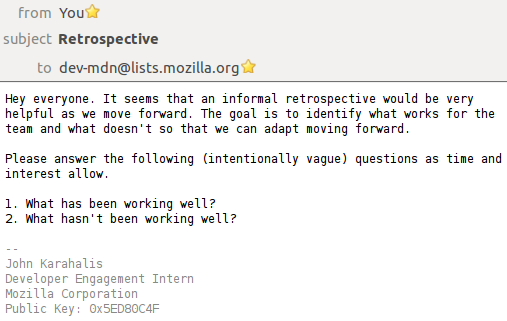 from You
subject Retrospective
to dev-mdn@lists.mozilla.org
Hey everyone. It seems that an informal retrospective would be very
helpful as we move forward. The goal is to identify what works for the
team and what doesn't so that we can adapt moving forward.
Please answer the following (intentionally vague) questions as time and
interest allow.
1. What has been working well?
2. What hasn't been working well?
--
John Karahalis
Developer Engagement Intern
Mozilla Corporation
Public Key: 0x5ED80C4F